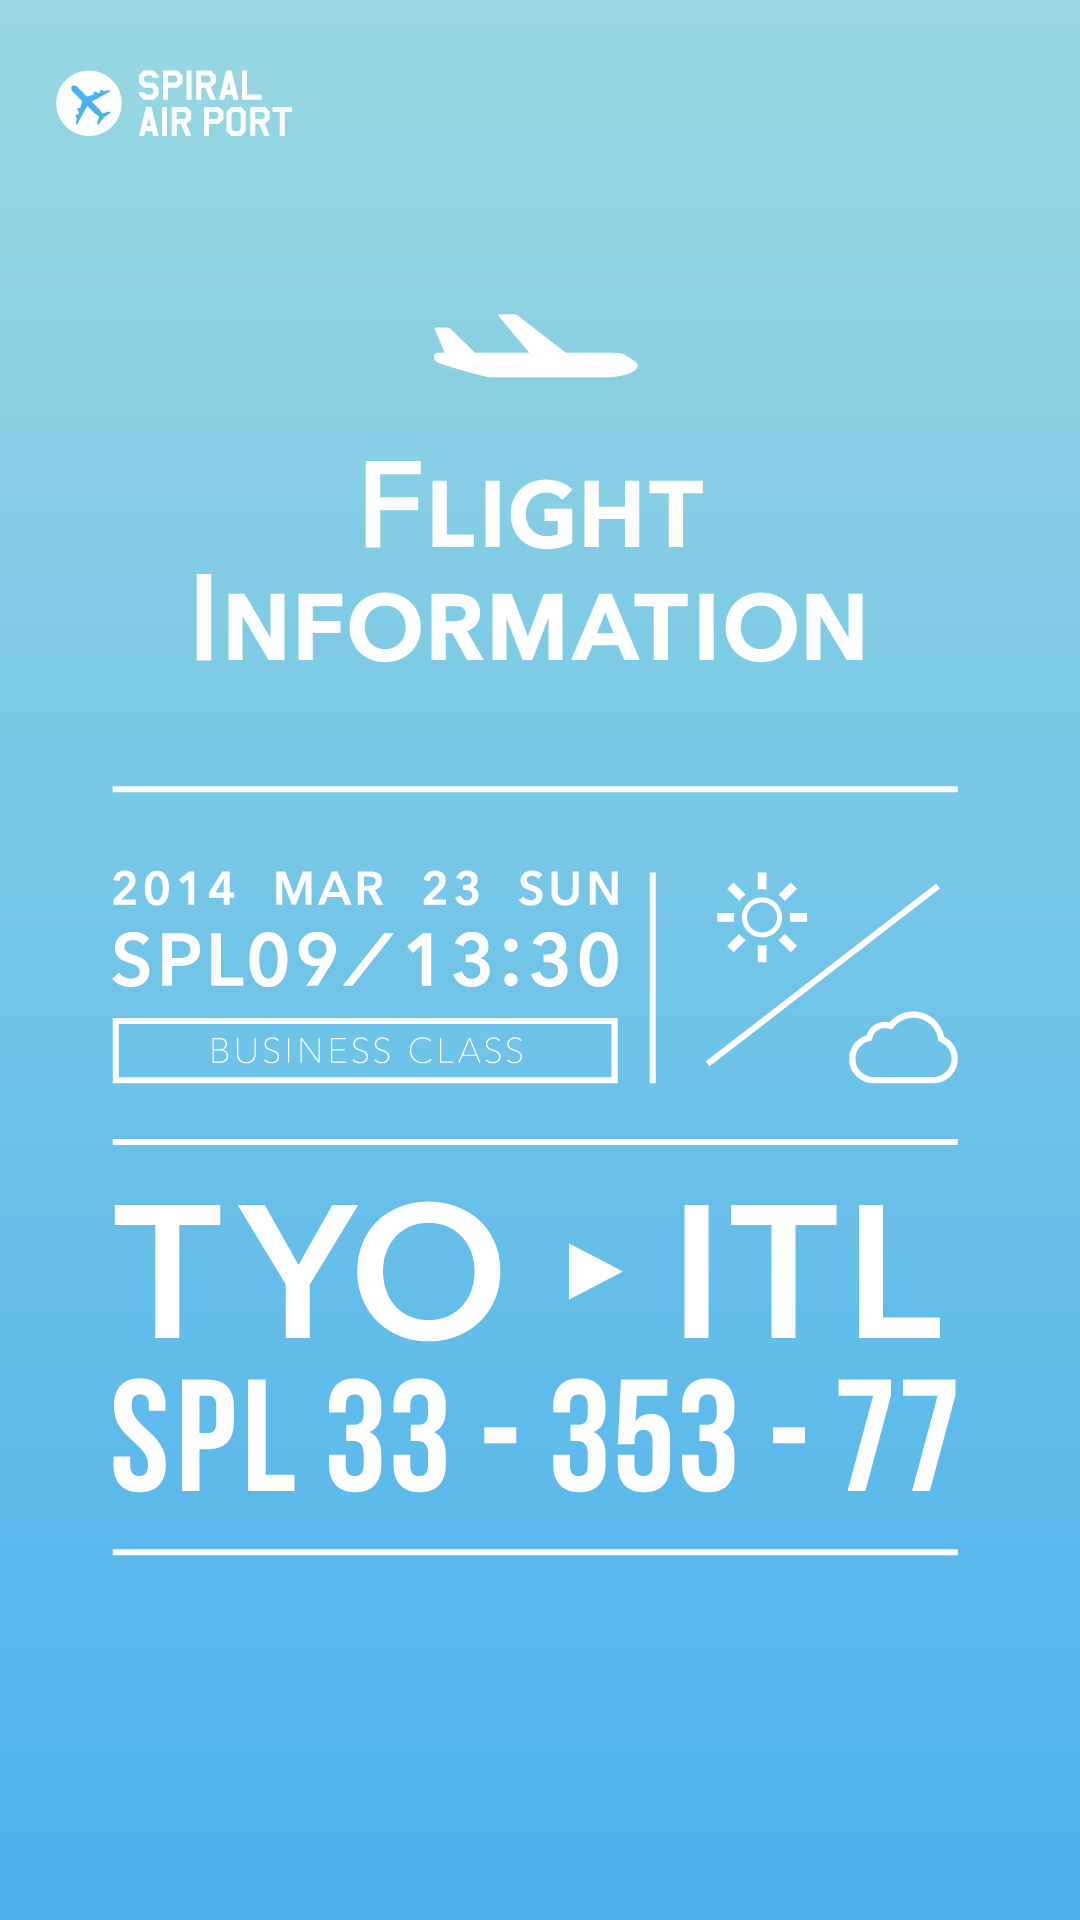 SPIRAL
AIR PORT
FLIGHT
INFORMATION
2014 MAR 23 SUN
SPL09/13:30
BUSINESS CLASS
TYO ▶ ITL
SPL 33 - 353 - 77